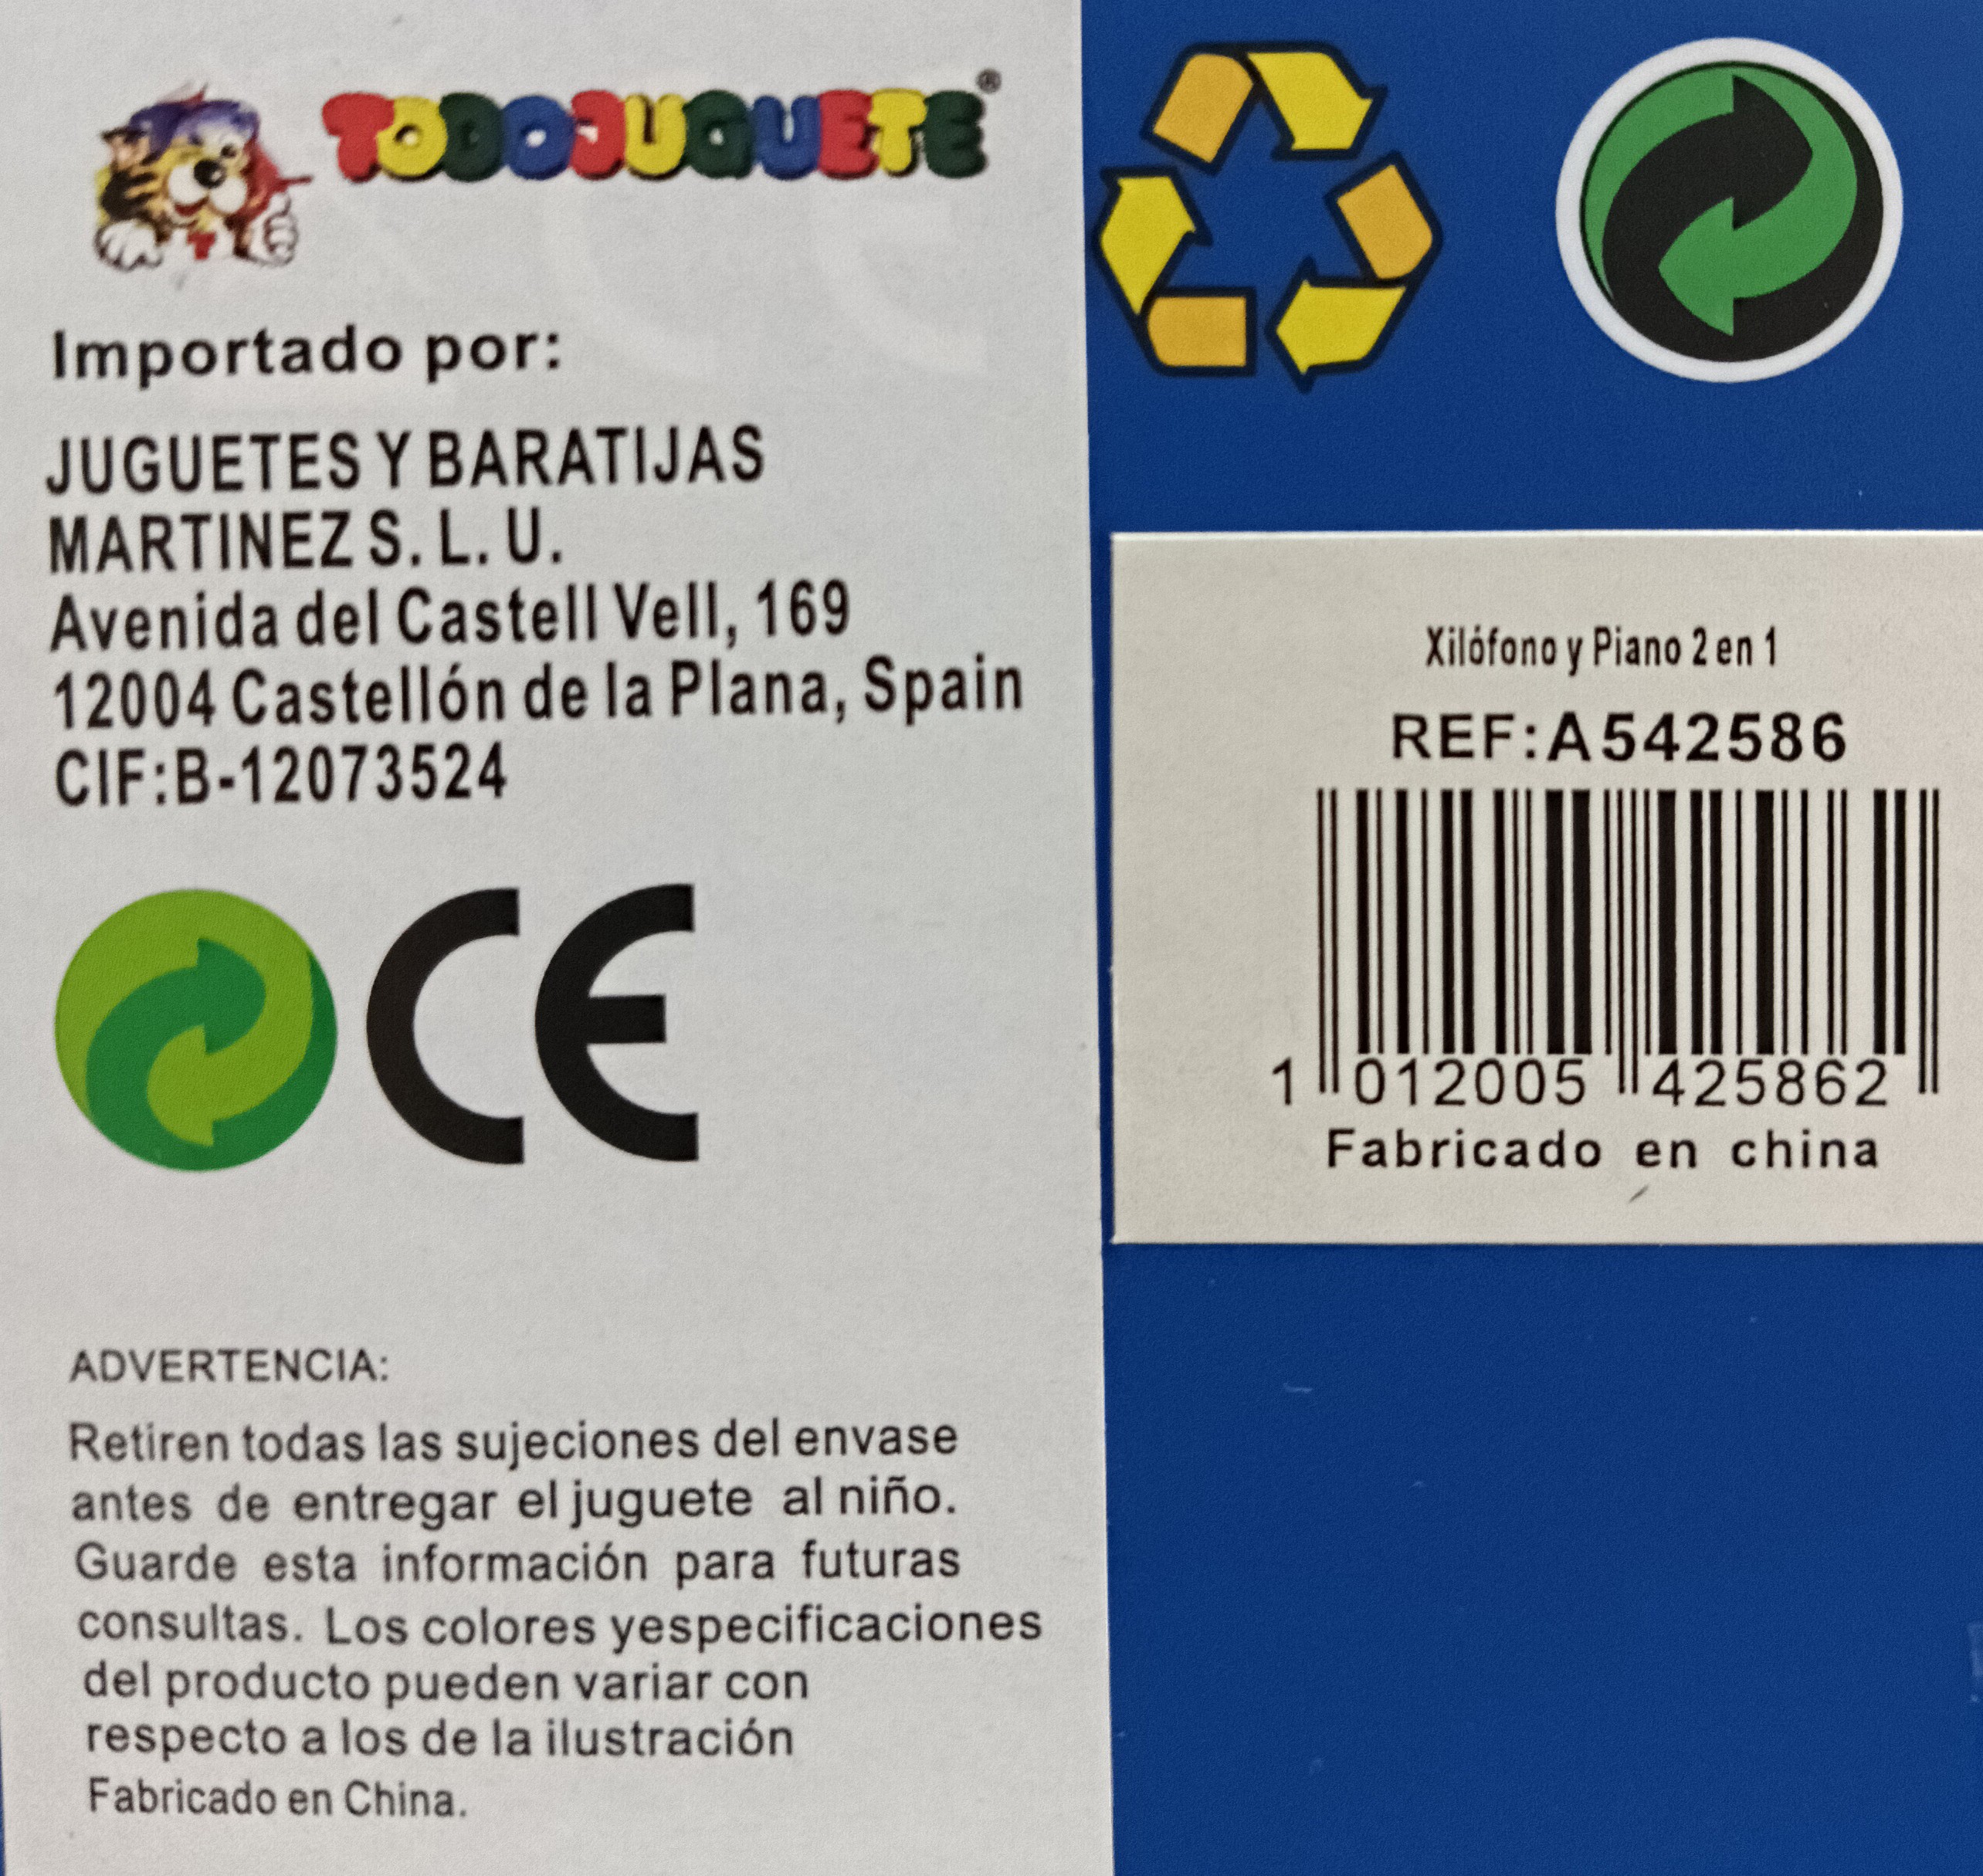 TODOJUGUETE®
Importado por:
JUGUETES Y BARATIJAS
MARTINEZ S. L. U.
Avenida del Castell Vell, 169
12004 Castellón de la Plana, Spain
CIF:B-12073524
CE
ADVERTENCIA:
Retiren todas las sujeciones del envase
antes de entregar el juguete al niño.
Guarde esta información para futuras
consultas. Los colores yespecificaciones
del producto pueden variar con
respecto a los de la ilustración
Fabricado en China.
Xilófono y Piano 2 en 1
REF:A542586
1 012005 425862
Fabricado en china